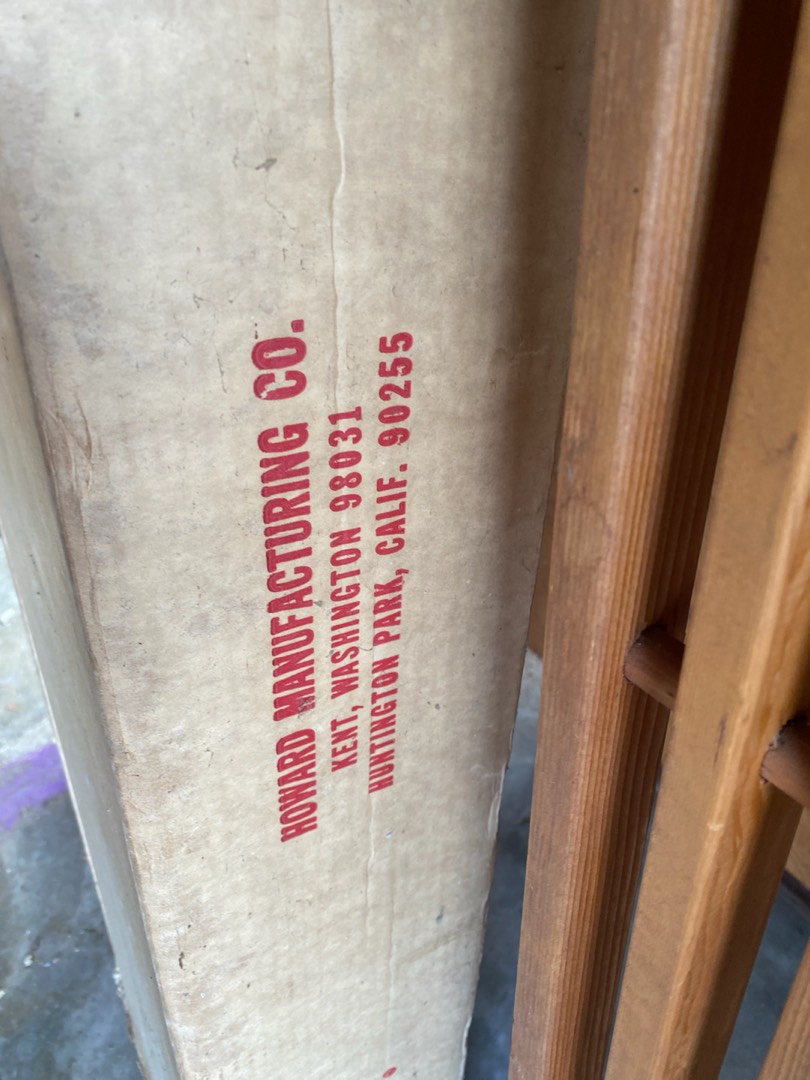 HOWARD MANUFACTURING CO.
KENT, WASHINGTON 98031
HUNTINGTON PARK, CALIF. 90255